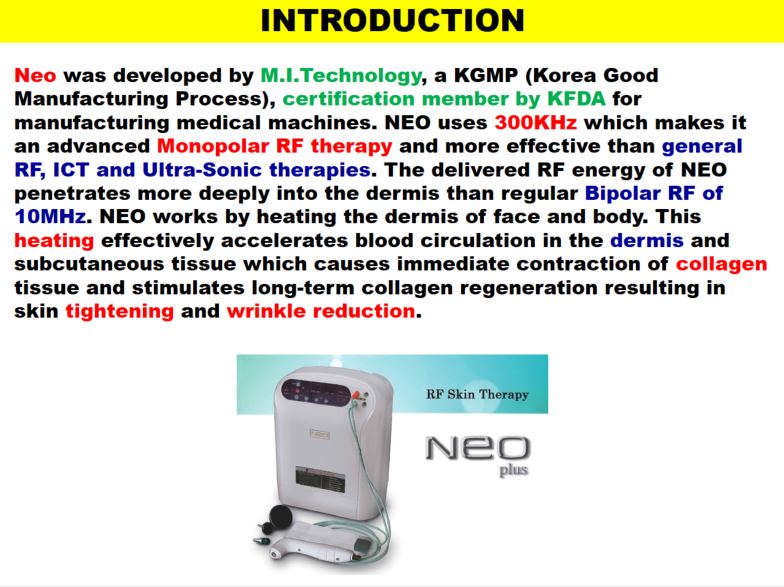 INTRODUCTION
Neo was developed by M.I.Technology, a KGMP (Korea Good
Manufacturing Process), certification member by KFDA for
manufacturing medical machines. NEO uses 300KHz which makes it
an advanced Monopolar RF therapy and more effective than general
RF, ICT and Ultra-Sonic therapies. The delivered RF energy of NEO
penetrates more deeply into the dermis than regular Bipolar RF of
10MHz. NEO works by heating the dermis of face and body. This
heating effectively accelerates blood circulation in the dermis and
subcutaneous tissue which causes immediate contraction of collagen
tissue and stimulates long-term collagen regeneration resulting in
skin tightening and wrinkle reduction.
RF Skin Therapy
NEO
plus